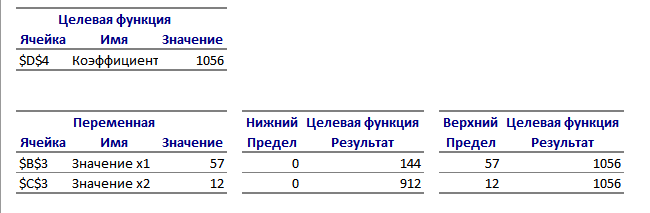 Целевая функция
Ячейка Имя Значение
$D$4 Коэффициент 1056
Переменная Нижний Целевая функция Верхний Целевая функция
Ячейка Имя Значение Предел Результат Предел Результат
$B$3 Значение x1 57 0 144 57 1056
$C$3 Значение x2 12 0 912 12 1056